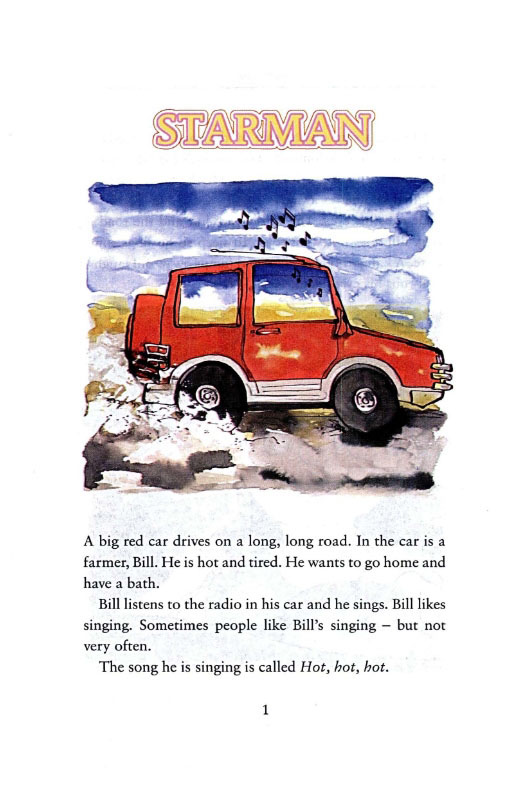 STARMAN
A big red car drives on a long, long road. In the car is a
farmer, Bill. He is hot and tired. He wants to go home and
have a bath.
Bill listens to the radio in his car and he sings. Bill likes
singing. Sometimes people like Bill's singing – but not
very often.
The song he is singing is called Hot, hot, hot.
1